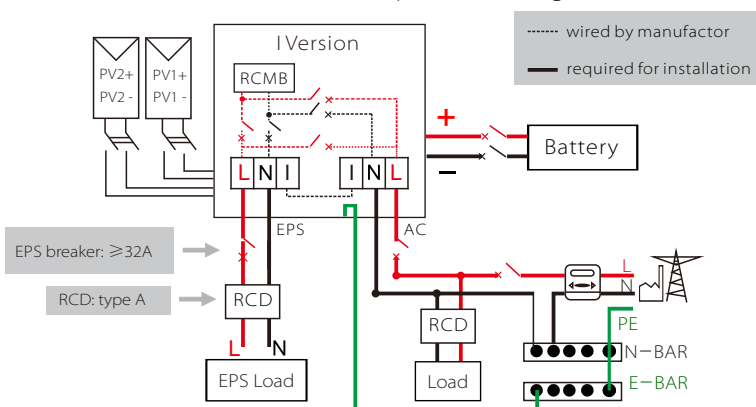 I Version
wired by manufactor
required for installation
PV2+
PV2 -
PV1+
PV1 -
RCMB
+
−
Battery
L N I
I N L
EPS
AC
EPS breaker: ≥32A
RCD: type A
RCD
L N
EPS Load
RCD
Load
L
N
PE
N−BAR
E−BAR